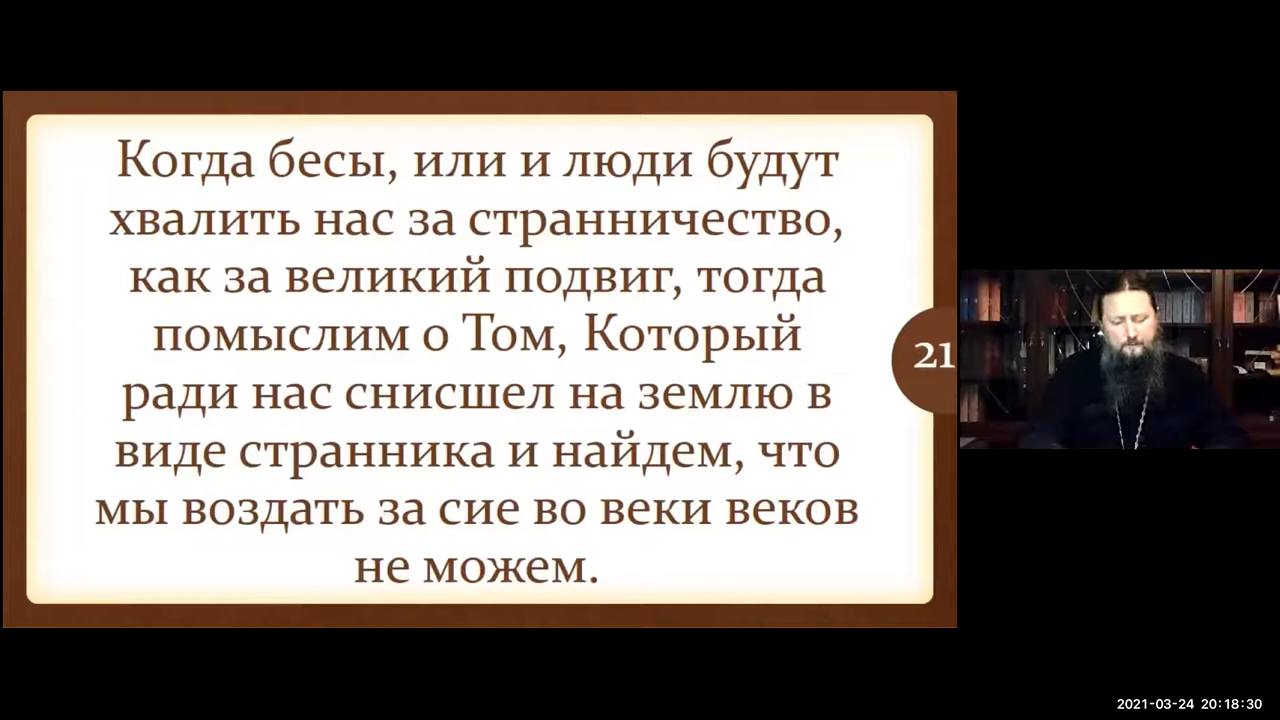 Когда бесы, или и люди будут
хвалить нас за странничество,
как за великий подвиг, тогда
помыслим о Том, Который
ради нас снисшел на землю в
виде странника и найдем, что
мы воздать за сие во веки веков
не можем.
21
2021-03-24 20:18:30